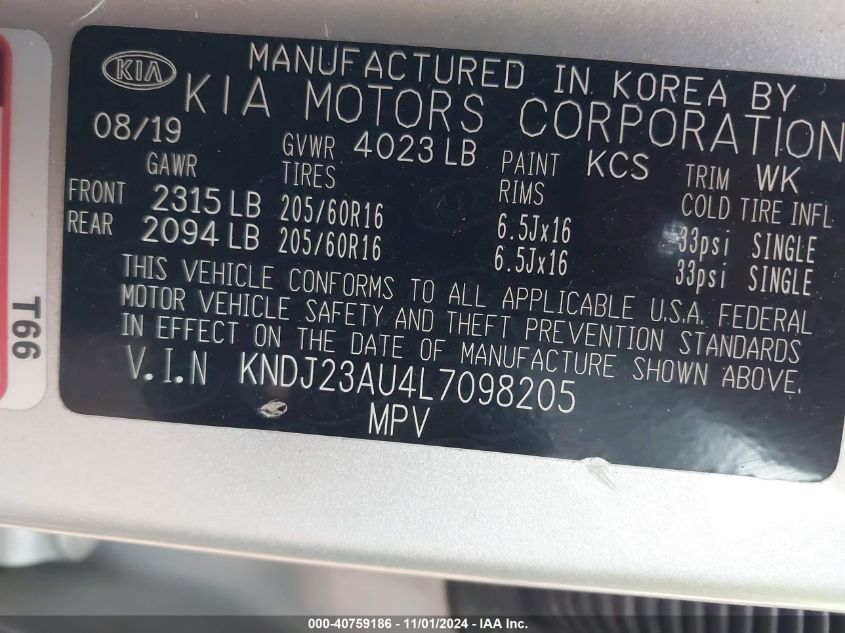 KIA
MANUFACTURED IN KOREA BY
KIA MOTORS CORPORATION
08/19 GVWR 4023 LB PAINT KCS TRIM WK
GAWR TIRES RIMS COLD TIRE INFL
FRONT 2315 LB 205/60R16 6.5Jx16 33psi SINGLE
REAR 2094 LB 205/60R16 6.5Jx16 33psi SINGLE
THIS VEHICLE CONFORMS TO ALL APPLICABLE U.S.A. FEDERAL
MOTOR VEHICLE SAFETY AND THEFT PREVENTION STANDARDS
IN EFFECT ON THE DATE OF MANUFACTURE SHOWN ABOVE.
V.I.N KNDJ23AU4L7098205
MPV
T66
000-40759186 - 11/01/2024 - IAA, Inc.